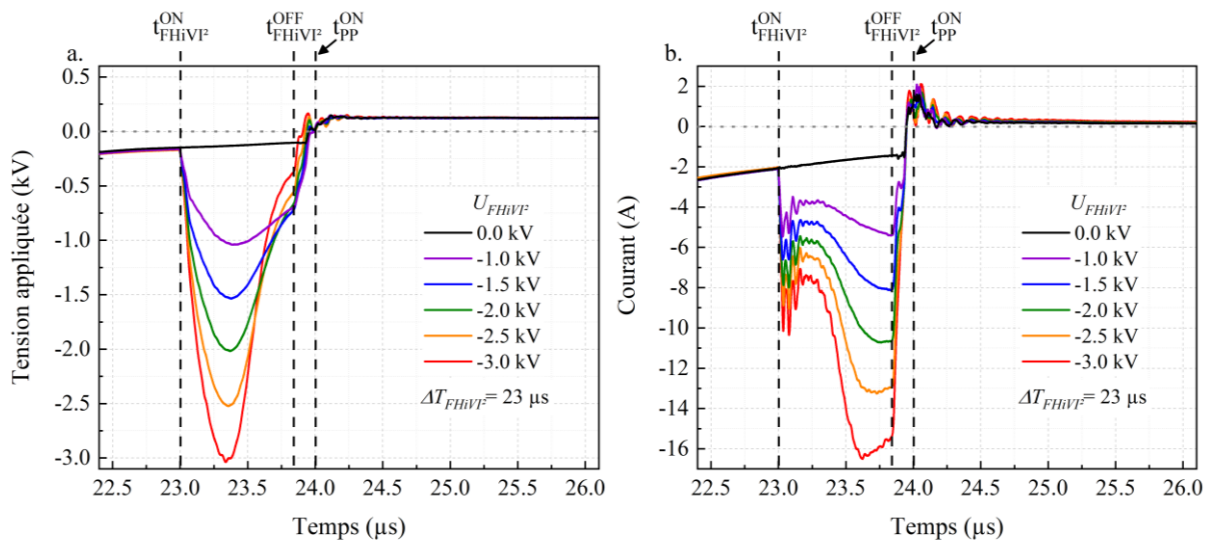 a.
t_FHiVI²^ON t_FHiVI²^OFF t_PP^ON
Tension appliquée (kV)
0.5
0.0
-0.5
-1.0
-1.5
-2.0
-2.5
-3.0
U_FHiVI²
0.0 kV
-1.0 kV
-1.5 kV
-2.0 kV
-2.5 kV
-3.0 kV
ΔT_FHiVI²= 23 µs
22.5 23.0 23.5 24.0 24.5 25.0 25.5 26.0
Temps (µs)
b.
t_FHiVI²^ON t_FHiVI²^OFF t_PP^ON
Courant (A)
2
0
-2
-4
-6
-8
-10
-12
-14
-16
U_FHiVI²
0.0 kV
-1.0 kV
-1.5 kV
-2.0 kV
-2.5 kV
-3.0 kV
ΔT_FHiVI²= 23 µs
22.5 23.0 23.5 24.0 24.5 25.0 25.5 26.0
Temps (µs)